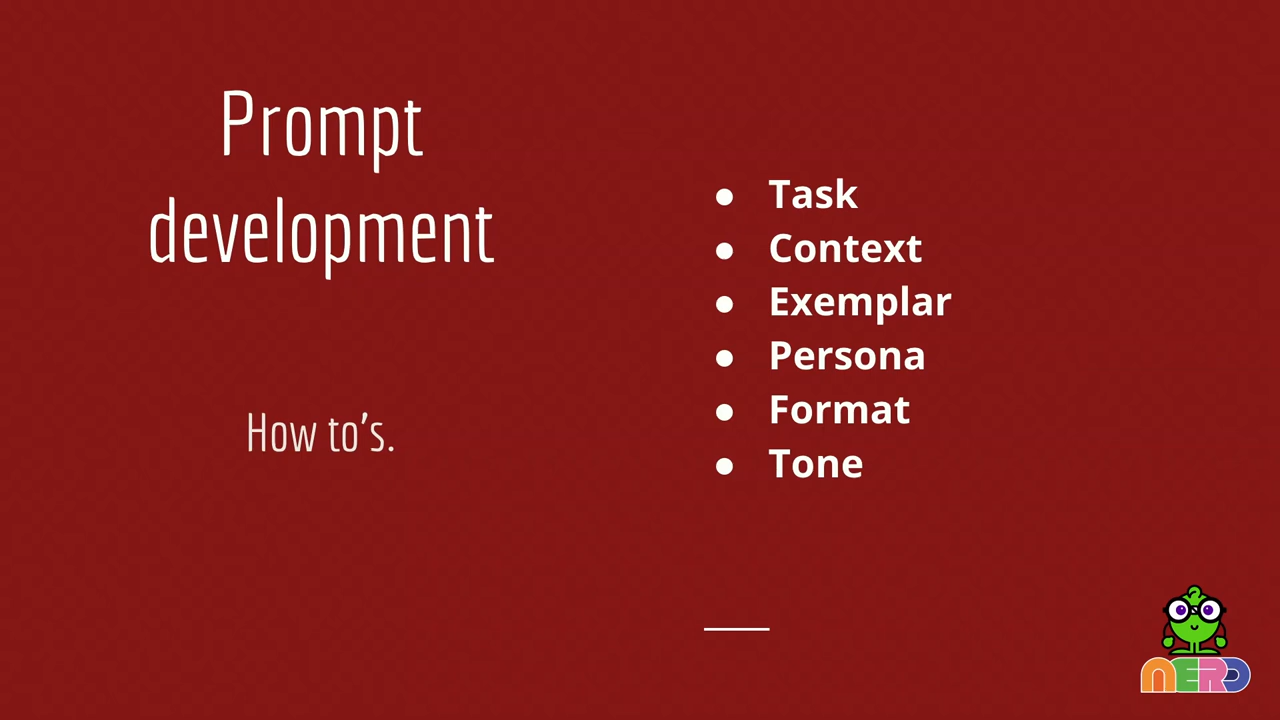 Prompt
development
How to's.
● Task
● Context
● Exemplar
● Persona
● Format
● Tone
NERD